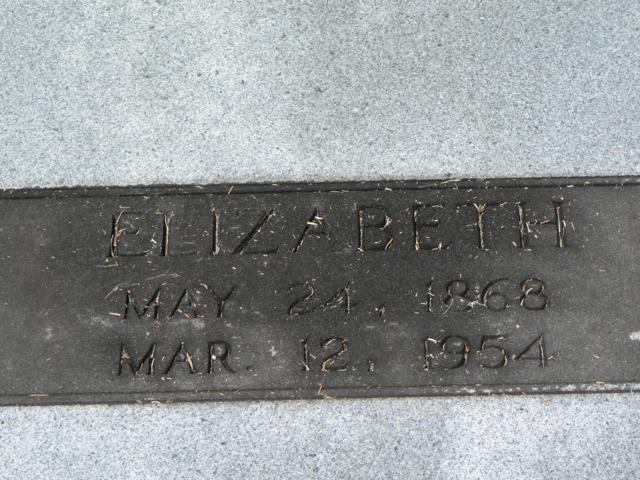 ELIZABETH
MAY 24, 1868
MAR. 12, 1954